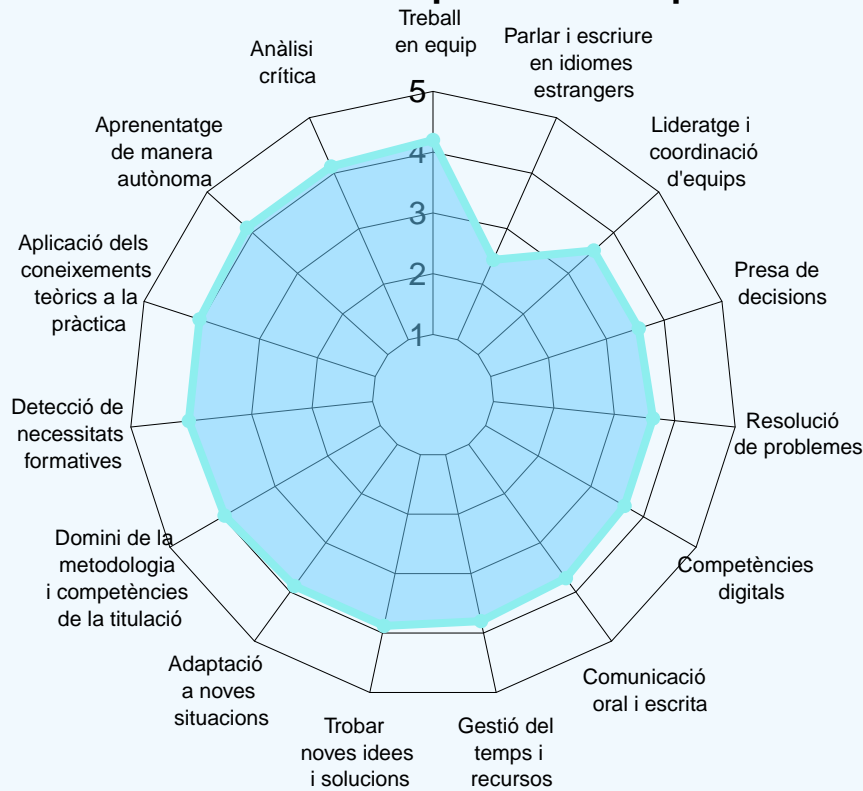 Treball
en equip
Parlar i escriure
en idiomes
estrangers
Lideratge i
coordinació
d'equips
Presa de
decisions
Resolució
de problemes
Competències
digitals
Comunicació
oral i escrita
Gestió del
temps i
recursos
Trobar
noves idees
i solucions
Adaptació
a noves
situacions
Domini de la
metodologia
i competències
de la titulació
Detecció de
necessitats
formatives
Aplicació dels
coneixements
teòrics a la
pràctica
Aprenentatge
de manera
autònoma
Anàlisi
crítica
5
4
3
2
1